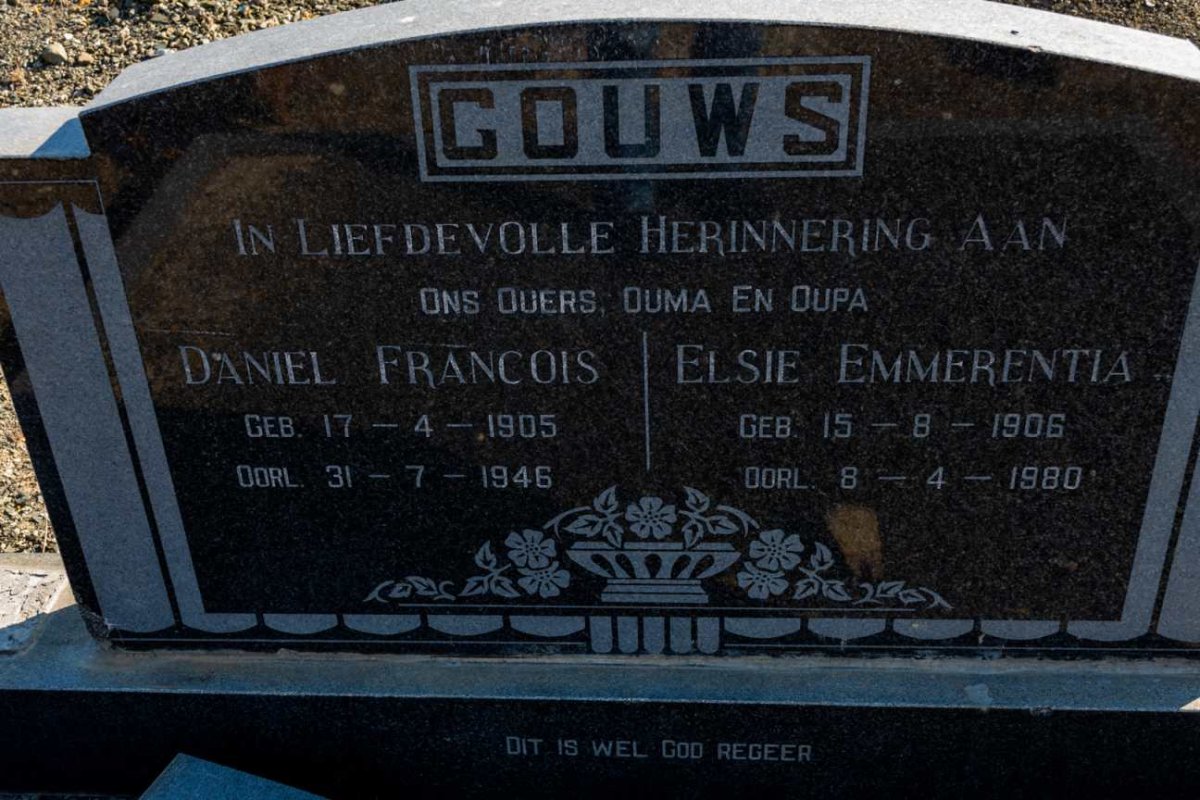 GOUWS
IN LIEFDEVOLLE HERINNERING AAN
ONS OUERS, OUMA EN OUPA
DANIEL FRANCOIS
GEB. 17 – 4 – 1905
OORL. 31 – 7 – 1946
ELSIE EMMERENTIA
GEB. 15 – 8 – 1906
OORL. 8 – 4 – 1980
DIT IS WEL GOD REGEER